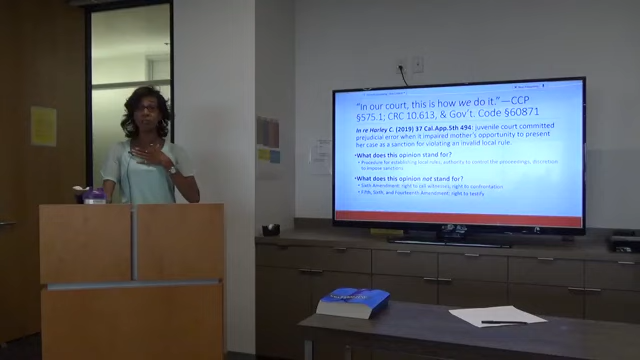 "In our court, this is how we do it."—CCP
§575.1; CRC 10.613, & Gov't. Code §60871
In re Harley C. (2019) 37 Cal.App.5th 494: juvenile court committed
prejudicial error when it impaired mother's opportunity to present
her case as a sanction for violating an invalid local rule.
What does this opinion stand for?
Procedure for establishing local rules, authority to control the proceedings, discretion
to impose sanctions
What does this opinion not stand for?
Sixth Amendment: right to call witnesses, right to confrontation
Fifth, Sixth, and Fourteenth Amendment: right to testify